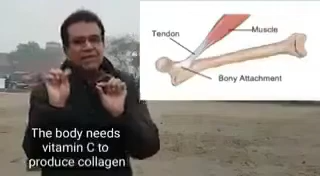 Tendon
Muscle
Bony Attachment
The body needs
vitamin C to
produce collagen